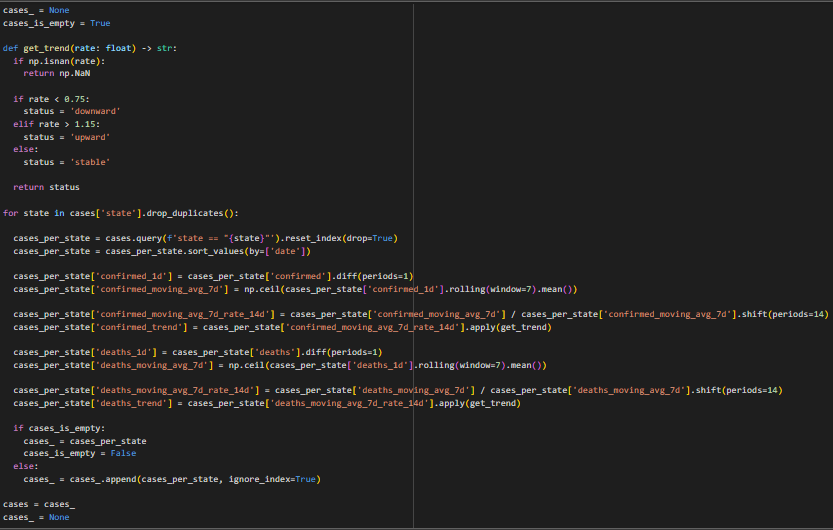 cases_ = None
cases_is_empty = True
def get_trend(rate: float) -> str:
  if np.isnan(rate):
    return np.NaN
  if rate < 0.75:
    status = 'downward'
  elif rate > 1.15:
    status = 'upward'
  else:
    status = 'stable'
  return status
for state in cases['state'].drop_duplicates():
  cases_per_state = cases.query(f'state == "{state}"').reset_index(drop=True)
  cases_per_state = cases_per_state.sort_values(by=['date'])
  cases_per_state['confirmed_1d'] = cases_per_state['confirmed'].diff(periods=1)
  cases_per_state['confirmed_moving_avg_7d'] = np.ceil(cases_per_state['confirmed_1d'].rolling(window=7).mean())
  cases_per_state['confirmed_moving_avg_7d_rate_14d'] = cases_per_state['confirmed_moving_avg_7d'] / cases_per_state['confirmed_moving_avg_7d'].shift(periods=14)
  cases_per_state['confirmed_trend'] = cases_per_state['confirmed_moving_avg_7d_rate_14d'].apply(get_trend)
  cases_per_state['deaths_1d'] = cases_per_state['deaths'].diff(periods=1)
  cases_per_state['deaths_moving_avg_7d'] = np.ceil(cases_per_state['deaths_1d'].rolling(window=7).mean())
  cases_per_state['deaths_moving_avg_7d_rate_14d'] = cases_per_state['deaths_moving_avg_7d'] / cases_per_state['deaths_moving_avg_7d'].shift(periods=14)
  cases_per_state['deaths_trend'] = cases_per_state['deaths_moving_avg_7d_rate_14d'].apply(get_trend)
  if cases_is_empty:
    cases_ = cases_per_state
    cases_is_empty = False
  else:
    cases_ = cases_.append(cases_per_state, ignore_index=True)
cases = cases_
cases_ = None